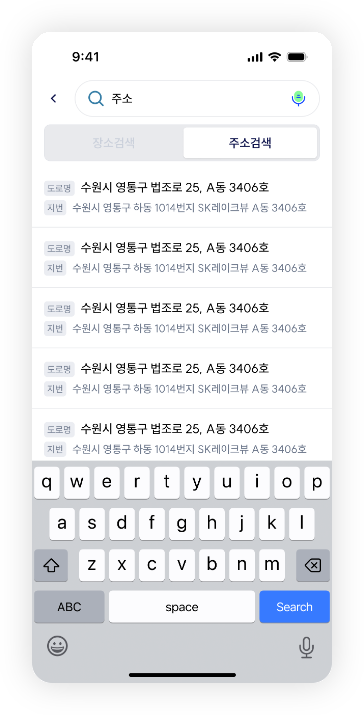 9:41
주소
장소검색 주소검색
도로명 수원시 영통구 법조로 25, A동 3406호
지번 수원시 영통구 하동 1014번지 SK레이크뷰 A동 3406호
도로명 수원시 영통구 법조로 25, A동 3406호
지번 수원시 영통구 하동 1014번지 SK레이크뷰 A동 3406호
도로명 수원시 영통구 법조로 25, A동 3406호
지번 수원시 영통구 하동 1014번지 SK레이크뷰 A동 3406호
도로명 수원시 영통구 법조로 25, A동 3406호
지번 수원시 영통구 하동 1014번지 SK레이크뷰 A동 3406호
도로명 수원시 영통구 법조로 25, A동 3406호
지번 수원시 영통구 하동 1014번지 SK레이크뷰 A동 3406호
q w e r t y u i o p
a s d f g h j k l
z x c v b n m
ABC space Search